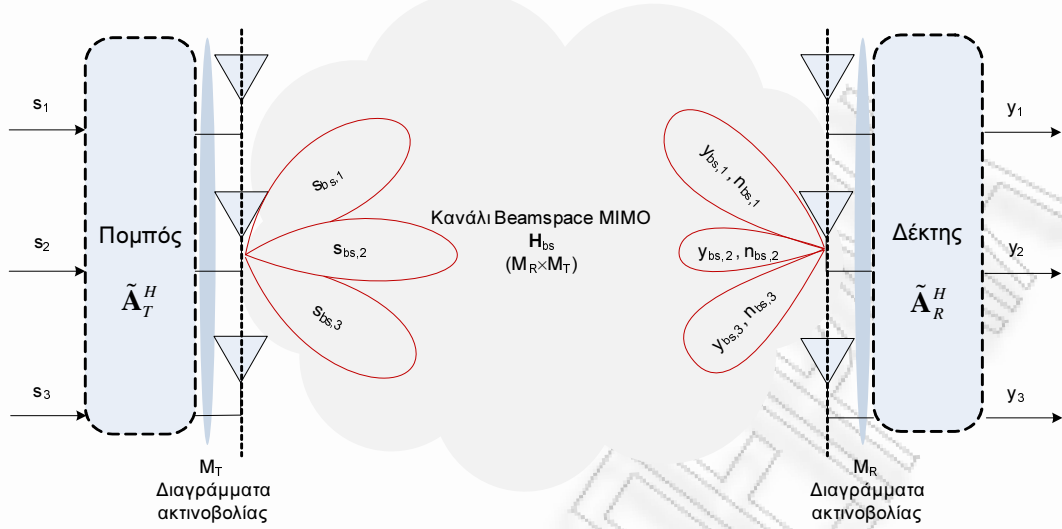 s₁
s₂
s₃
Πομπός
Ã_T^H
M_T
Διαγράμματα
ακτινοβολίας
s_bs,1
s_bs,2
s_bs,3
Κανάλι Beamspace MIMO
H_bs
(M_R×M_T)
y_bs,1 , n_bs,1
y_bs,2 , n_bs,2
y_bs,3 , n_bs,3
Δέκτης
Ã_R^H
M_R
Διαγράμματα
ακτινοβολίας
y₁
y₂
y₃